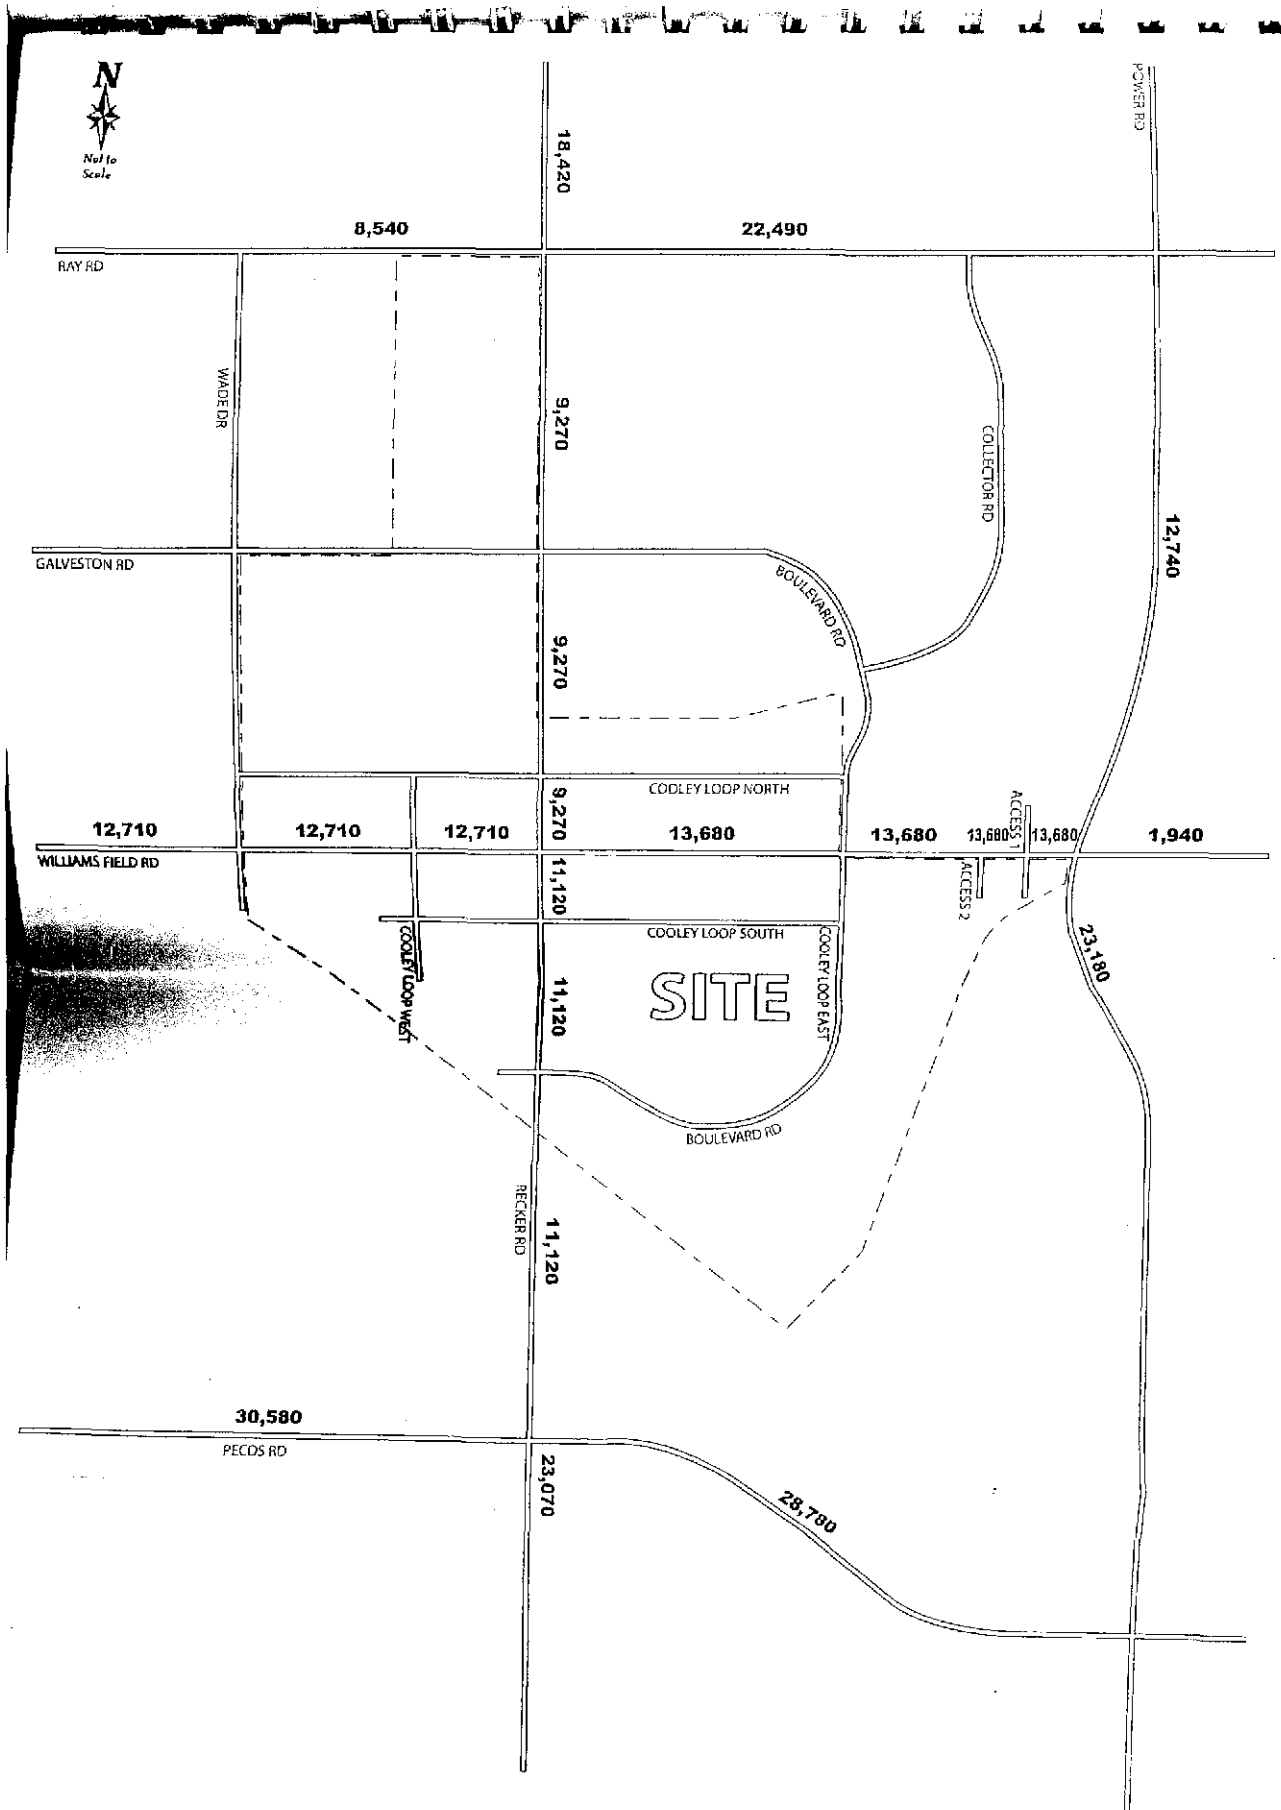 N
Not to
Scale
POWER RD
18,420
8,540
22,490
RAY RD
WADE DR
9,270
COLLECTOR RD
12,740
GALVESTON RD
BOULEVARD RD
9,270
COOLEY LOOP NORTH
9,270
ACCESS 1
12,710
12,710
12,710
13,680
13,680
13,680
13,680
1,940
WILLIAMS FIELD RD
11,120
ACCESS 2
COOLEY LOOP SOUTH
COOLEY LOOP WEST
COOLEY LOOP EAST
23,180
SITE
11,120
BOULEVARD RD
RECKER RD
11,120
30,580
PECOS RD
23,070
28,780